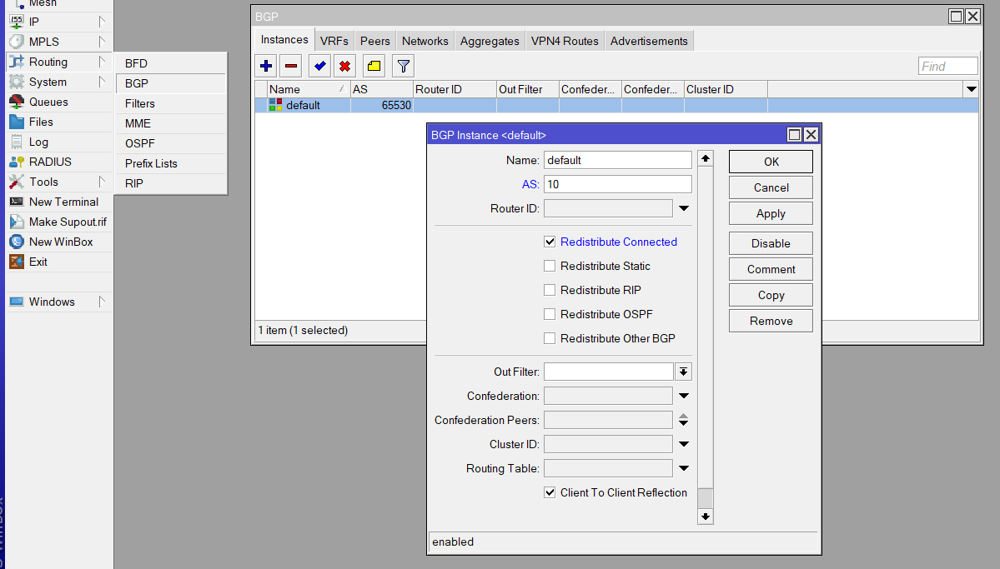 Mesh
IP
MPLS
Routing
System
Queues
Files
Log
RADIUS
Tools
New Terminal
Make Supout.rif
New WinBox
Exit
Windows
BFD
BGP
Filters
MME
OSPF
Prefix Lists
RIP
BGP
Instances VRFs Peers Networks Aggregates VPN4 Routes Advertisements
Find
Name AS Router ID Out Filter Confeder... Confeder... Cluster ID
default 65530
1 item (1 selected)
BGP Instance <default>
Name: default
AS: 10
Router ID:
Redistribute Connected
Redistribute Static
Redistribute RIP
Redistribute OSPF
Redistribute Other BGP
Out Filter:
Confederation:
Confederation Peers:
Cluster ID:
Routing Table:
Client To Client Reflection
enabled
OK
Cancel
Apply
Disable
Comment
Copy
Remove